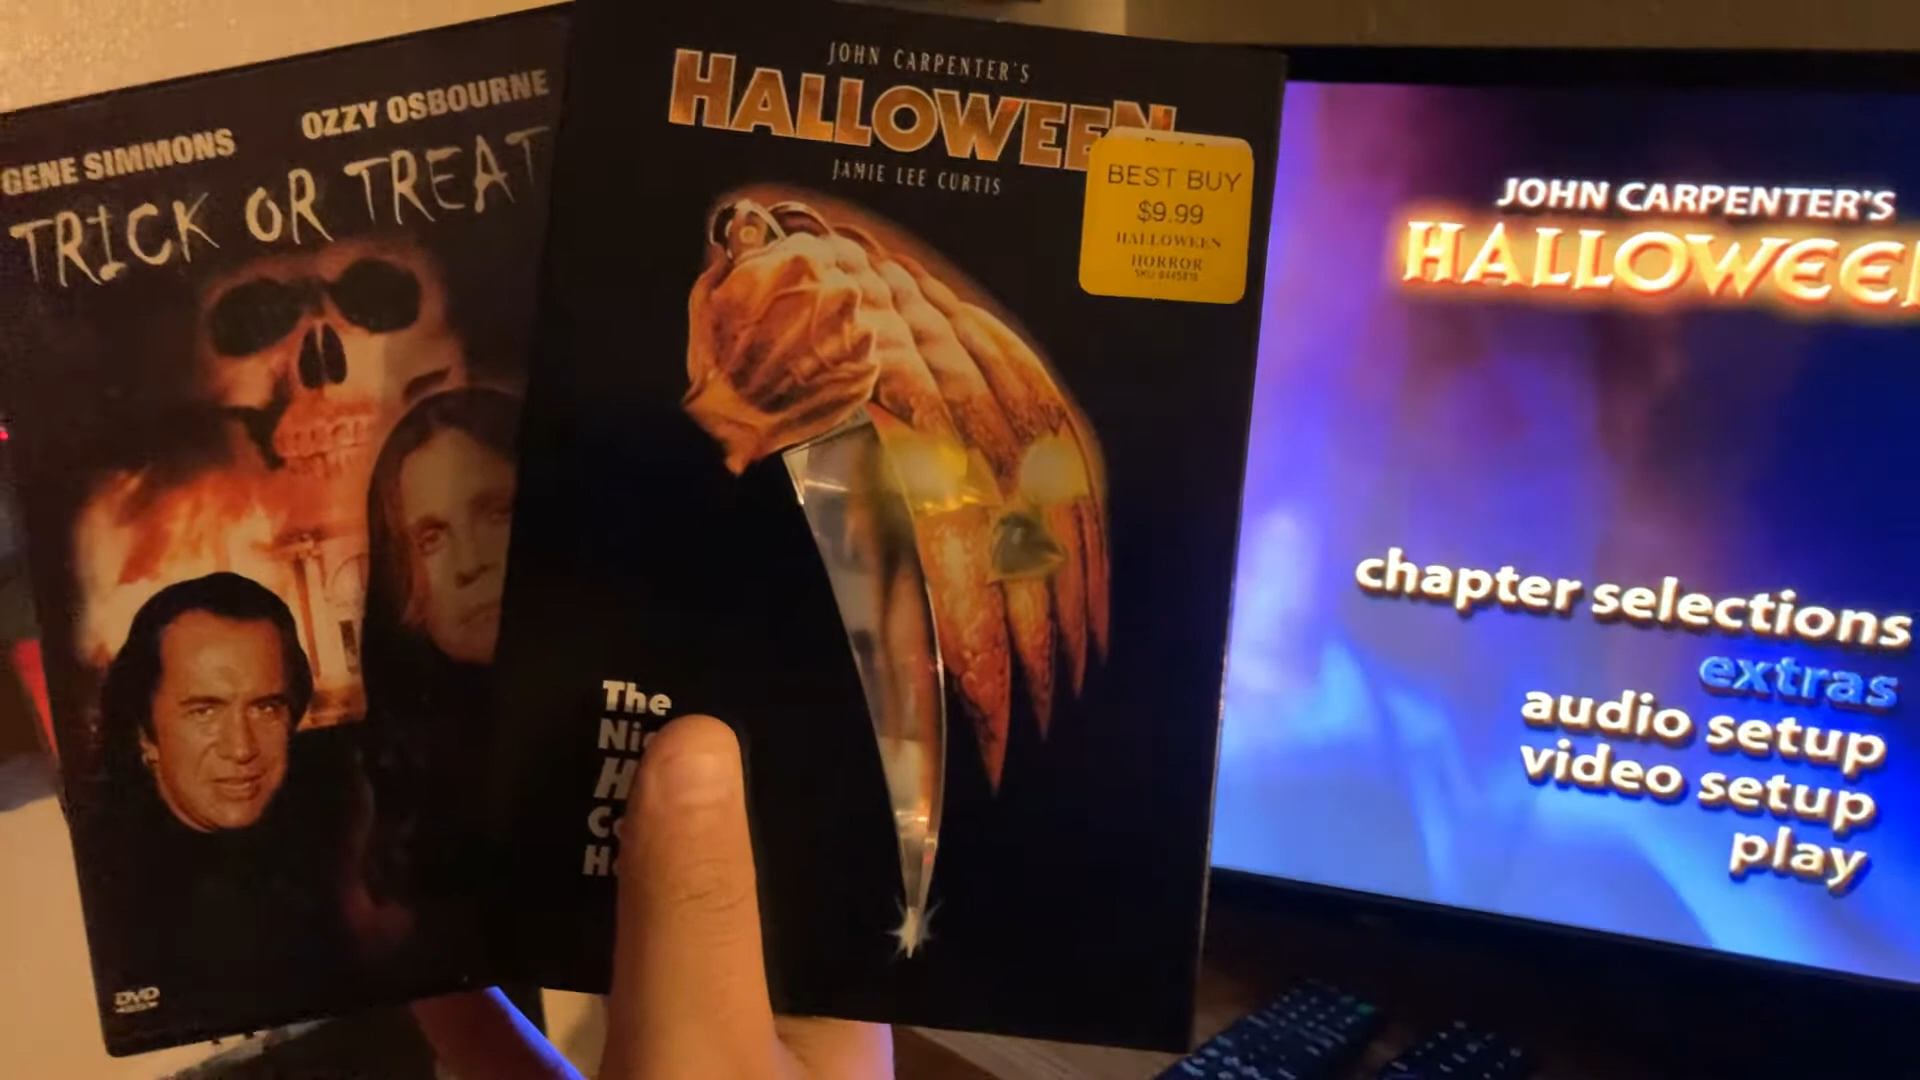 GENE SIMMONS
OZZY OSBOURNE
TRICK OR TREAT
DVD
JOHN CARPENTER'S
HALLOWEEN
JAMIE LEE CURTIS
BEST BUY
$9.99
HALLOWEEN
HORROR
The
JOHN CARPENTER'S
HALLOWEE
chapter selections
extras
audio setup
video setup
play